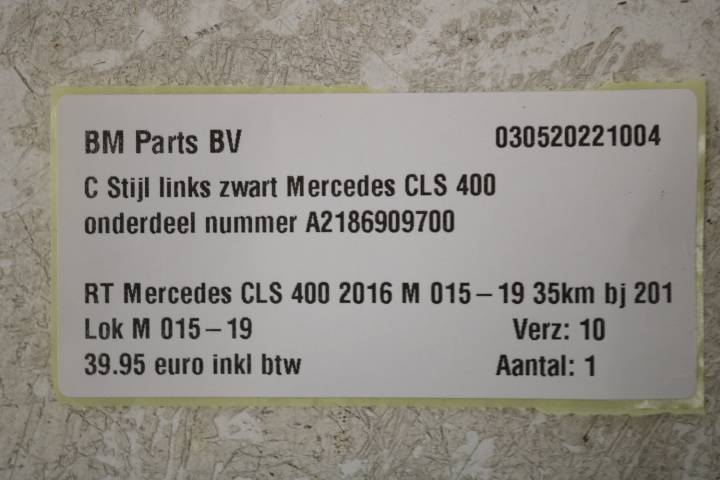 BM Parts BV 030520221004
C Stijl links zwart Mercedes CLS 400
onderdeel nummer A2186909700
RT Mercedes CLS 400 2016 M 015-19 35km bj 201
Lok M 015-19 Verz: 10
39.95 euro inkl btw Aantal: 1